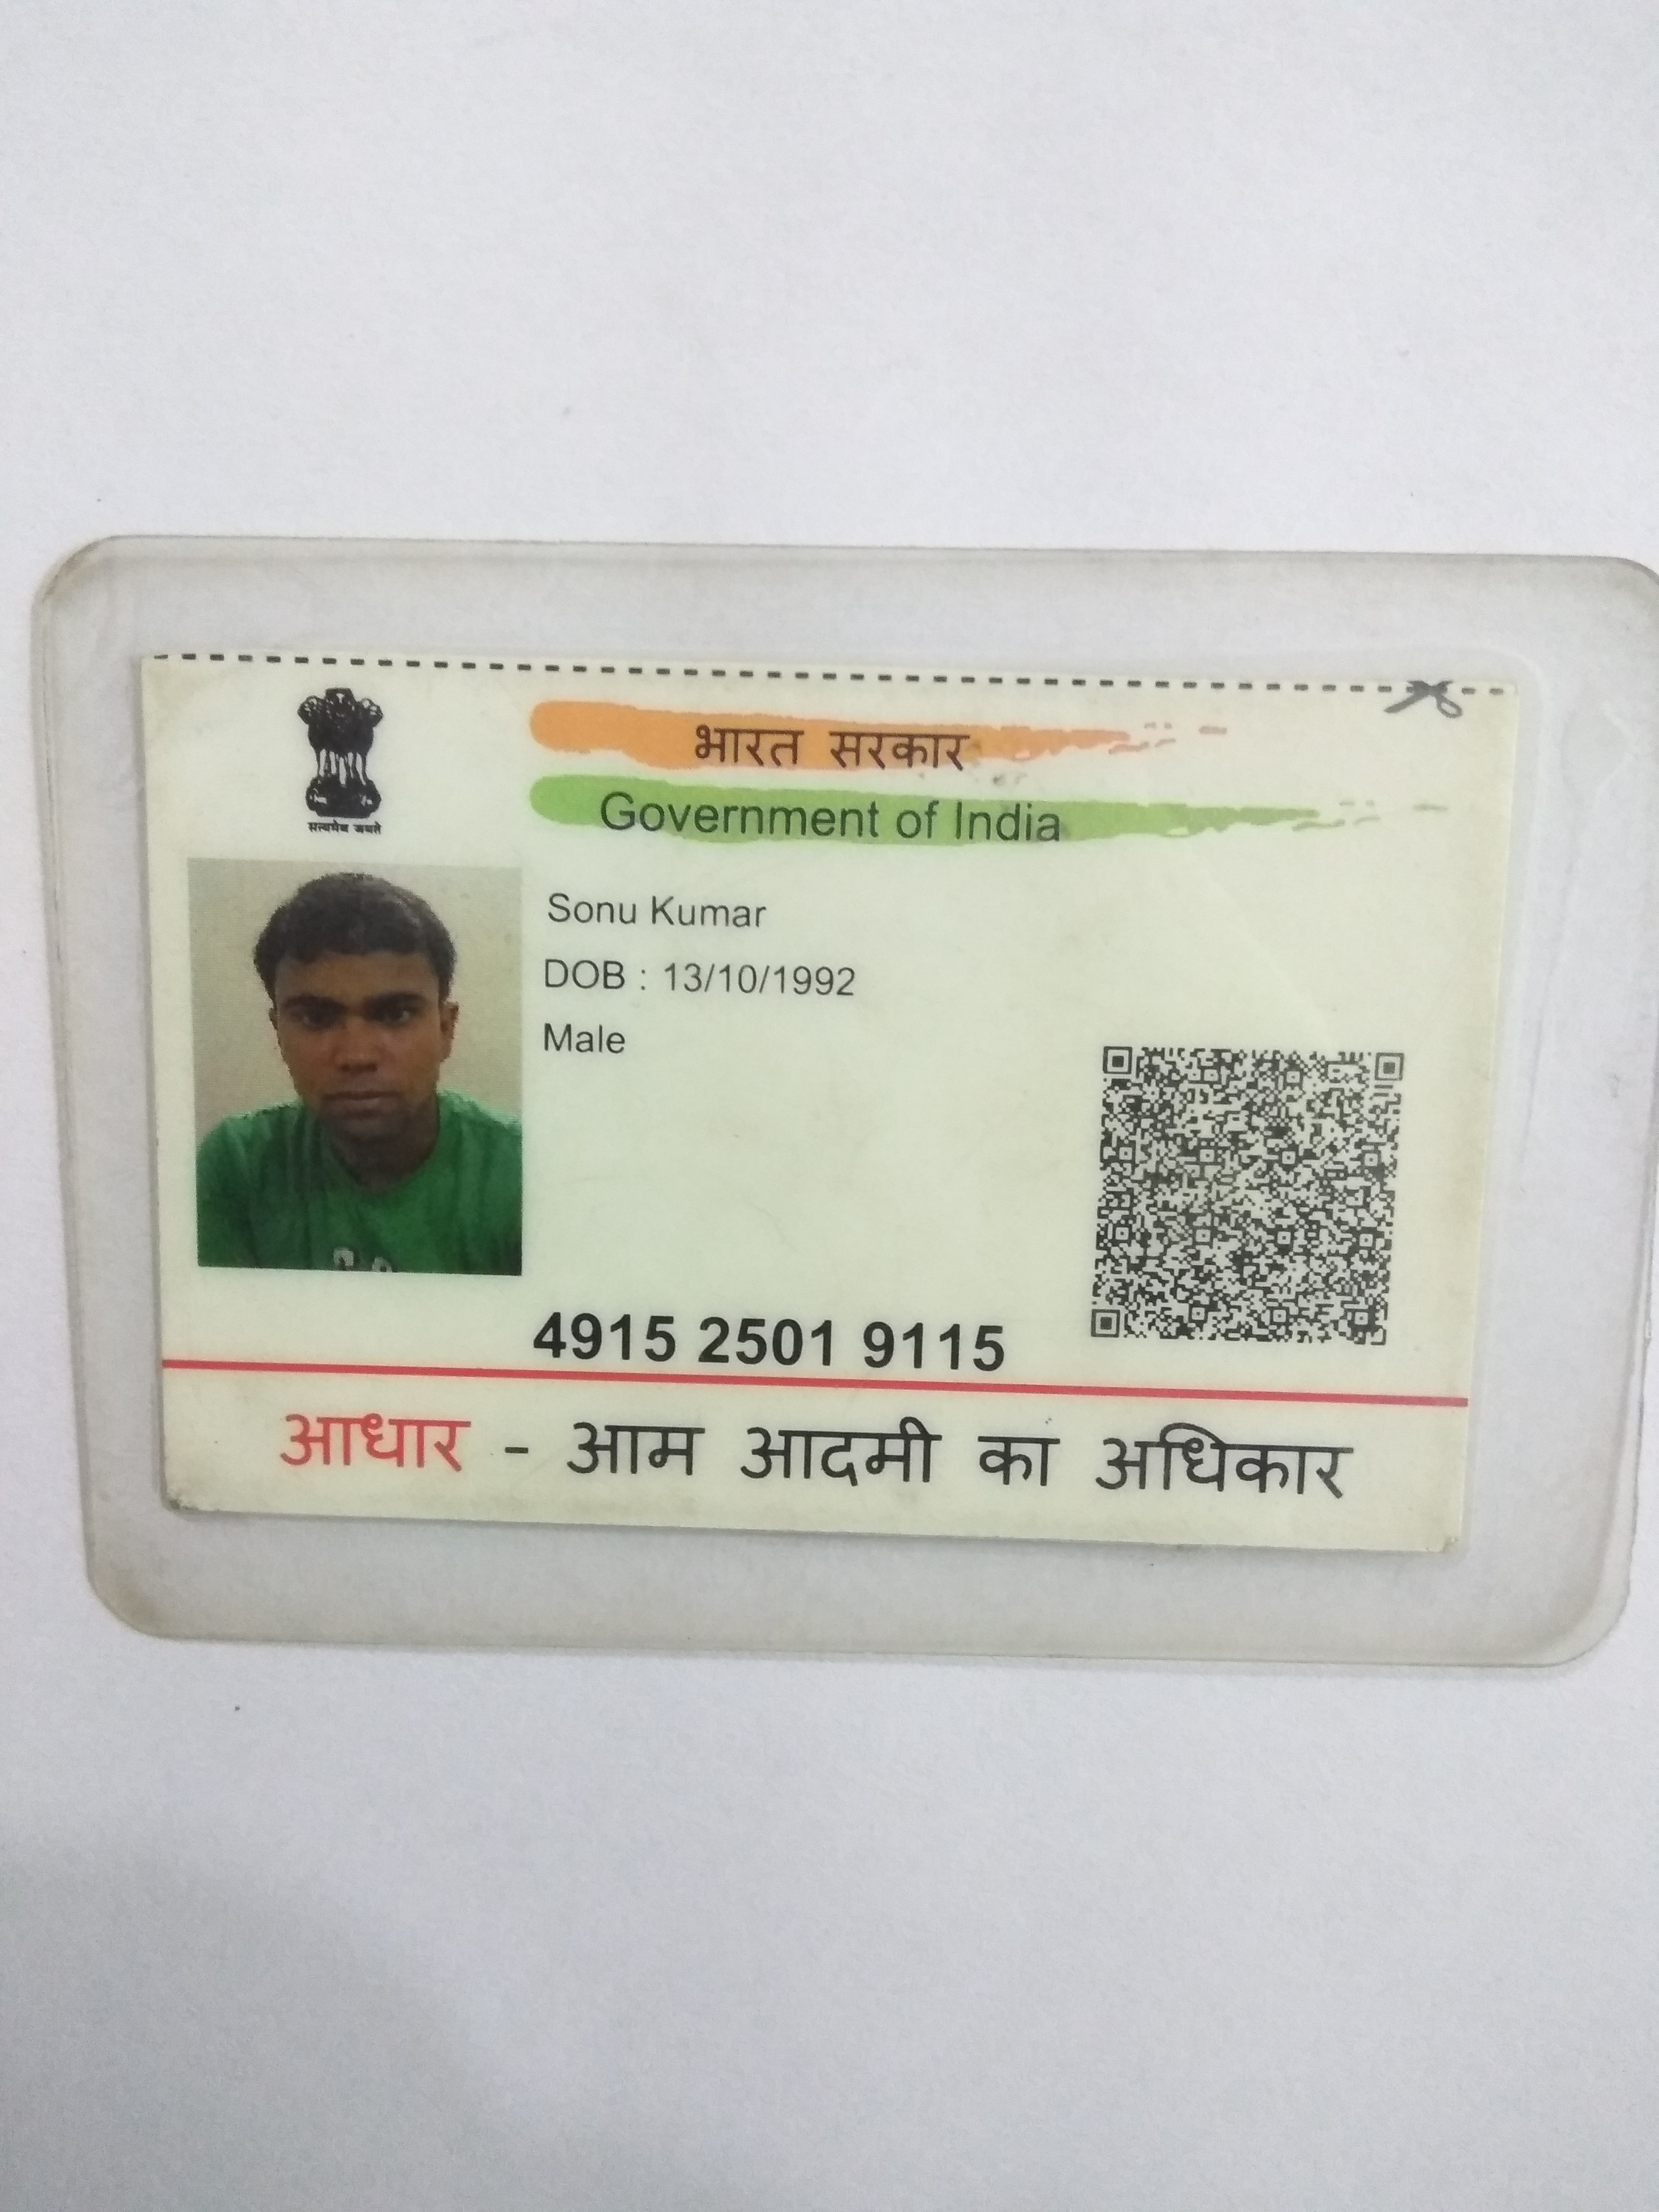 सत्यमेव जयते
भारत सरकार
Government of India
Sonu Kumar
DOB : 13/10/1992
Male
4915 2501 9115
आधार - आम आदमी का अधिकार